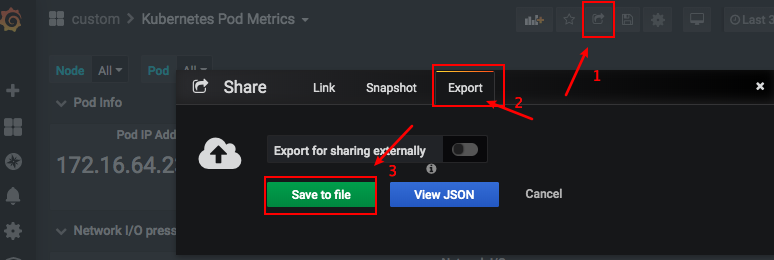 custom > Kubernetes Pod Metrics
Last 3
Node All Pod All
Pod Info
Share Link Snapshot Export
Pod IP Add
172.16.64.2
Export for sharing externally
Save to file View JSON Cancel
Network I/O press
1
2
3